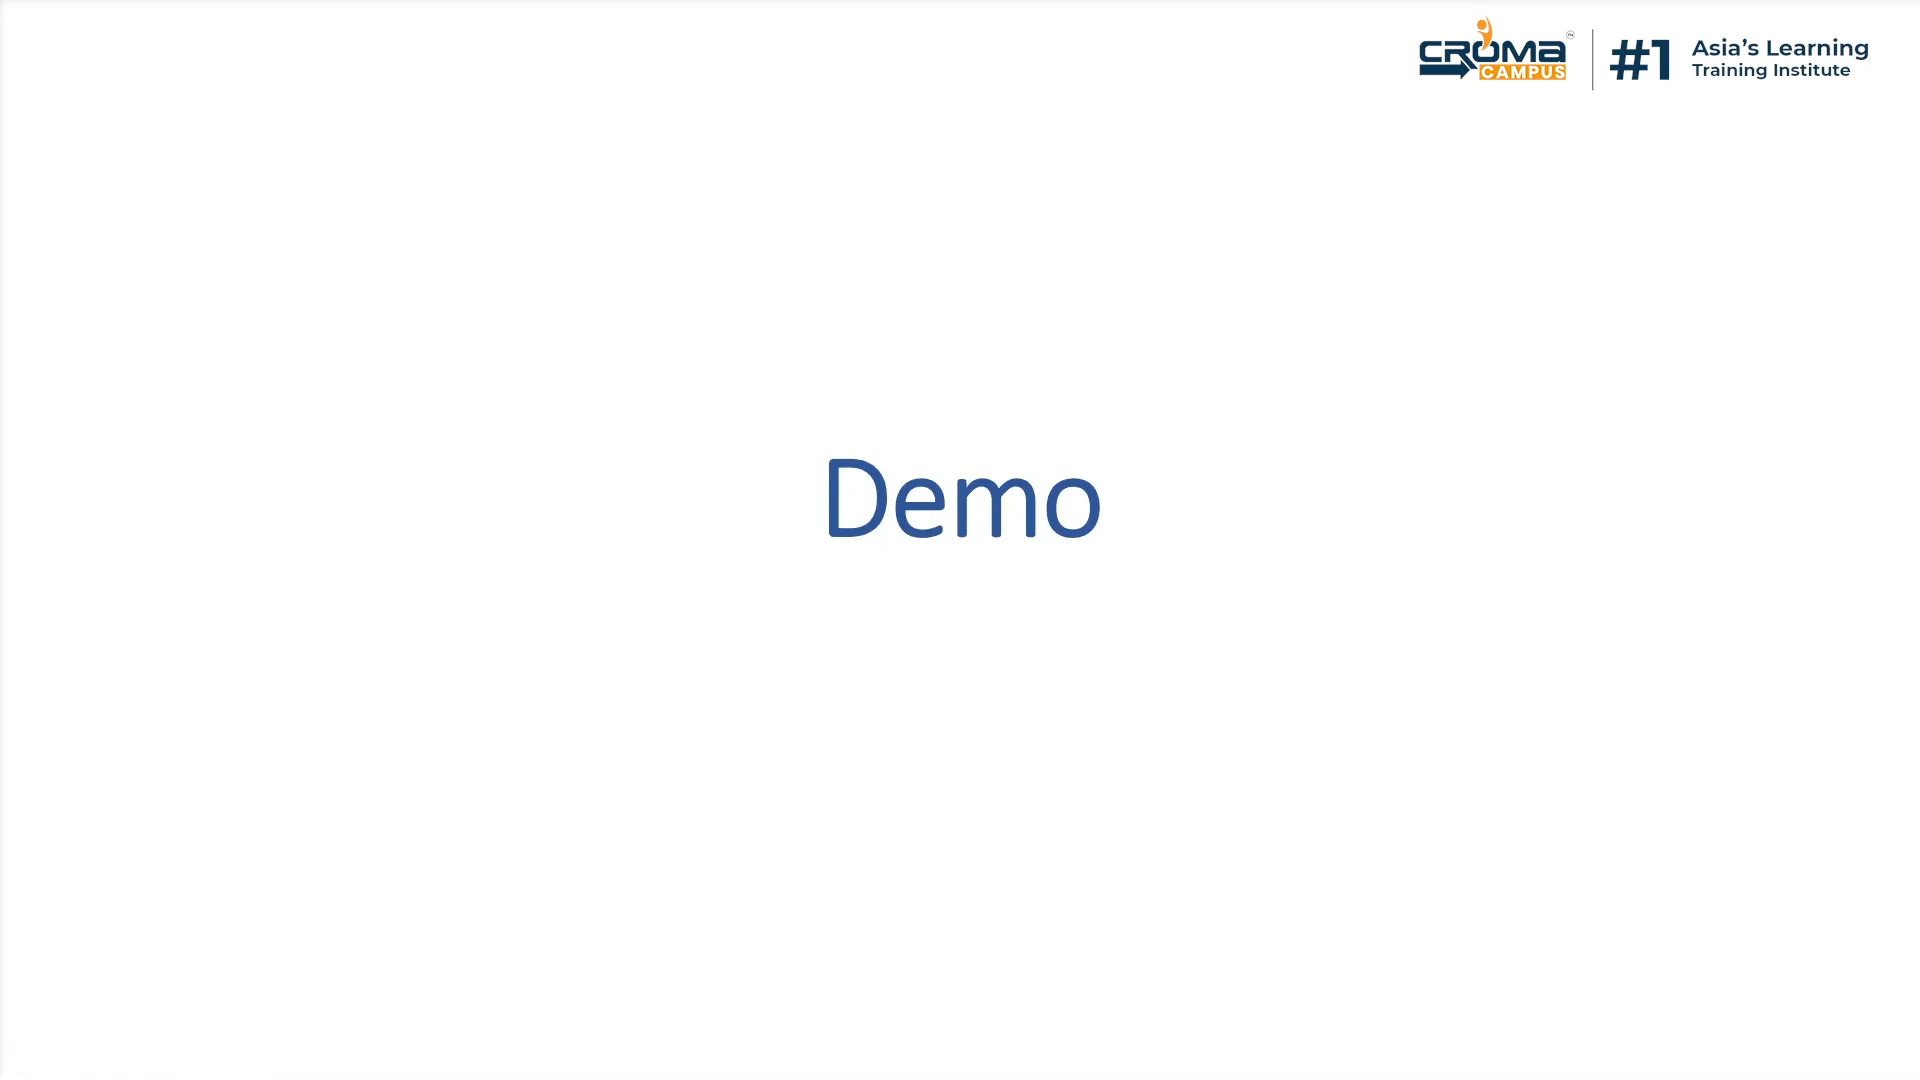 CROMA
CAMPUS
#1
Asia's Learning
Training Institute
Demo